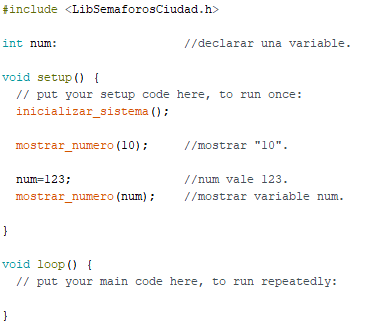 #include <LibSemaforosCiudad.h>
int num: //declarar una variable.
void setup() {
// put your setup code here, to run once:
inicializar_sistema();
mostrar_numero(10); //mostrar "10".
num=123; //num vale 123.
mostrar_numero(num); //mostrar variable num.
}
void loop() {
// put your main code here, to run repeatedly:
}